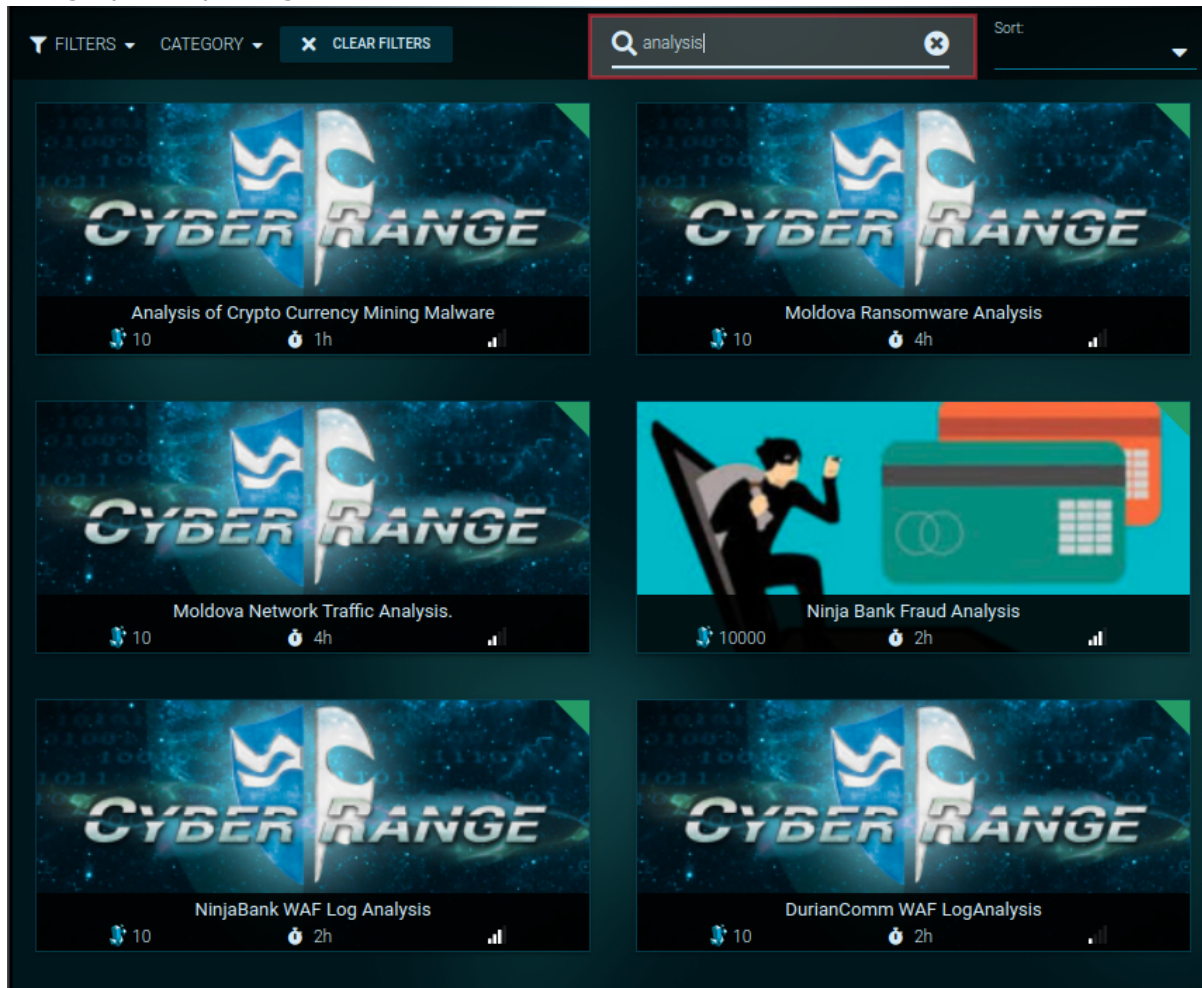 FILTERS CATEGORY CLEAR FILTERS analysis Sort:
CYBER RANGE
Analysis of Crypto Currency Mining Malware
10 1h
CYBER RANGE
Moldova Ransomware Analysis
10 4h
CYBER RANGE
Moldova Network Traffic Analysis.
10 4h
Ninja Bank Fraud Analysis
10000 2h
CYBER RANGE
NinjaBank WAF Log Analysis
10 2h
CYBER RANGE
DurianComm WAF LogAnalysis
10 2h